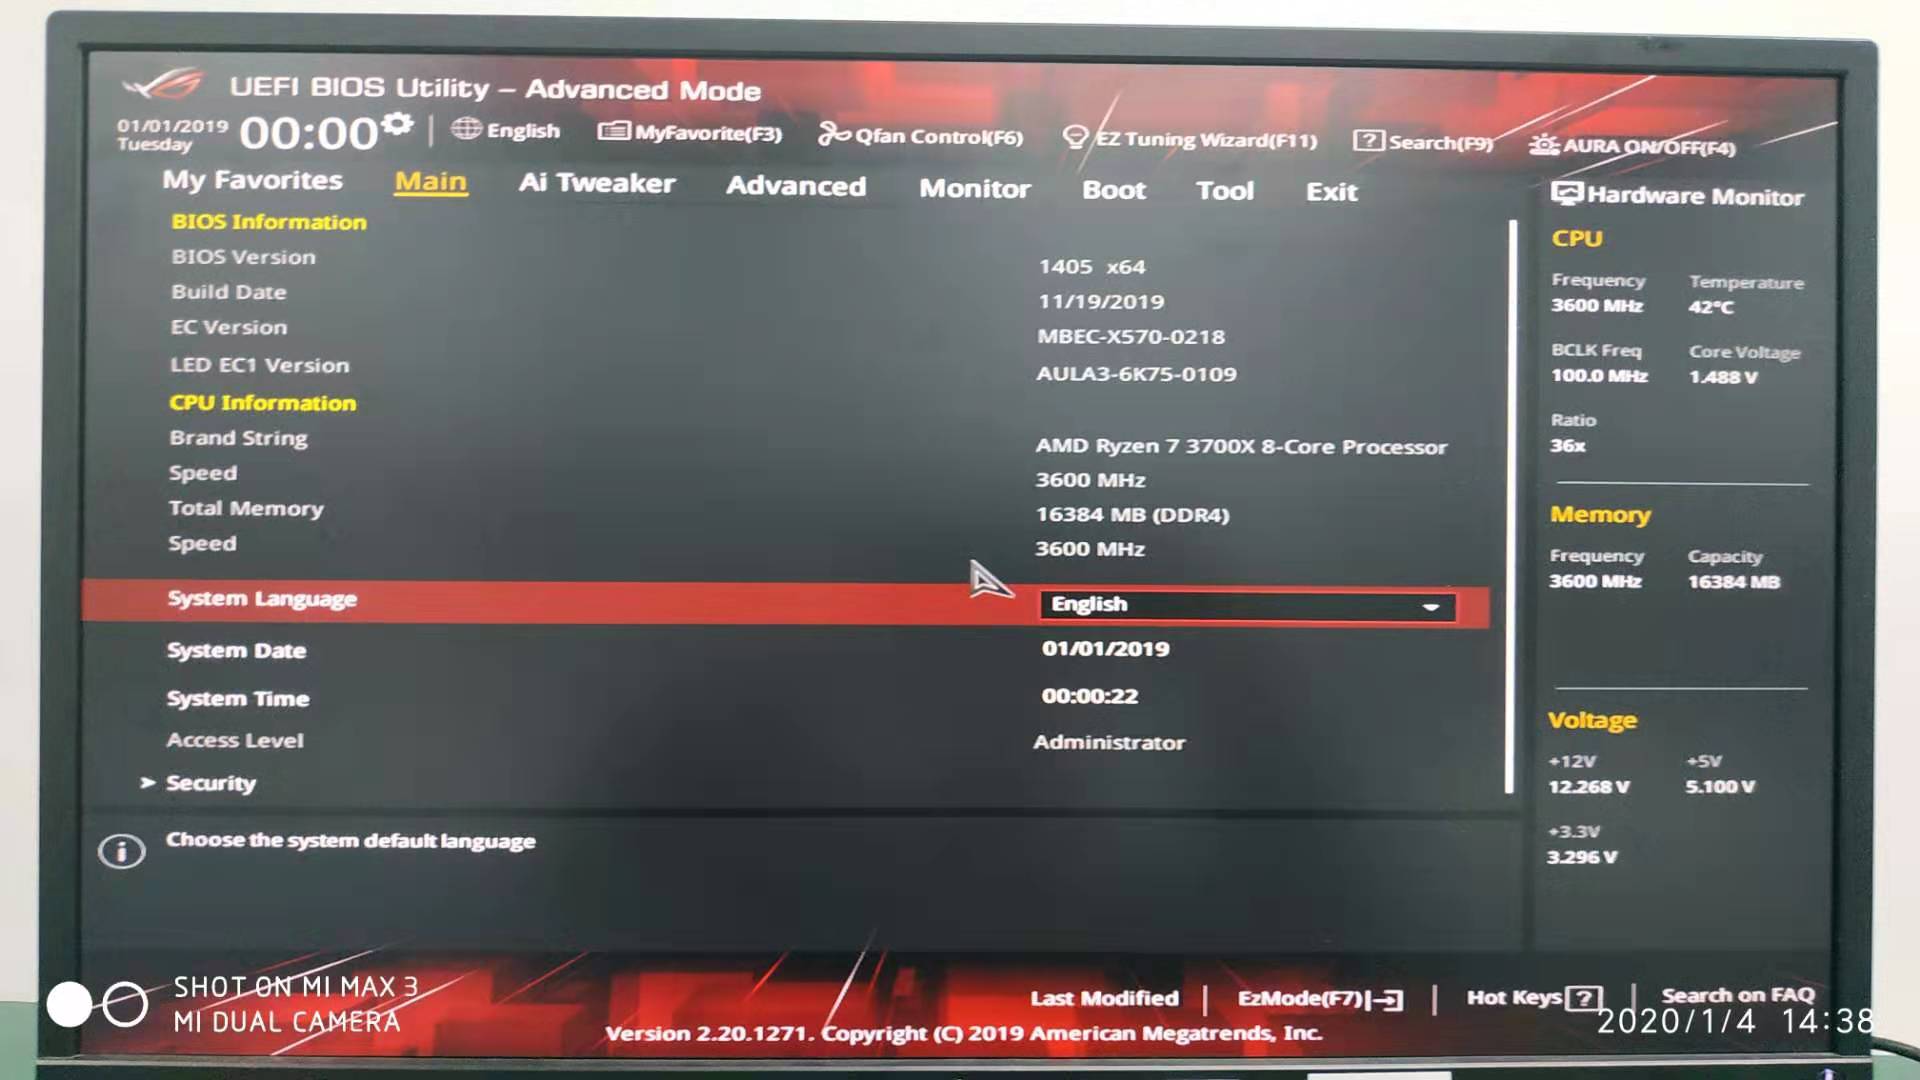 UEFI BIOS Utility – Advanced Mode
01/01/2019
Tuesday
00:00
English
MyFavorite(F3)
Qfan Control(F6)
EZ Tuning Wizard(F11)
Search(F9)
AURA ON/OFF(F4)
My Favorites
Main
Ai Tweaker
Advanced
Monitor
Boot
Tool
Exit
BIOS Information
BIOS Version 1405 x64
Build Date 11/19/2019
EC Version MBEC-X570-0218
LED EC1 Version AULA3-6K75-0109
CPU Information
Brand String AMD Ryzen 7 3700X 8-Core Processor
Speed 3600 MHz
Total Memory 16384 MB (DDR4)
Speed 3600 MHz
System Language English
System Date 01/01/2019
System Time 00:00:22
Access Level Administrator
> Security
Choose the system default language
Hardware Monitor
CPU
Frequency Temperature
3600 MHz 42°C
BCLK Freq Core Voltage
100.0 MHz 1.488 V
Ratio
36x
Memory
Frequency Capacity
3600 MHz 16384 MB
Voltage
+12V +5V
12.268 V 5.100 V
+3.3V
3.296 V
Last Modified
EzMode(F7)
Hot Keys ?
Search on FAQ
Version 2.20.1271. Copyright (C) 2019 American Megatrends, Inc.
SHOT ON MI MAX 3
MI DUAL CAMERA
2020/1/4 14:38